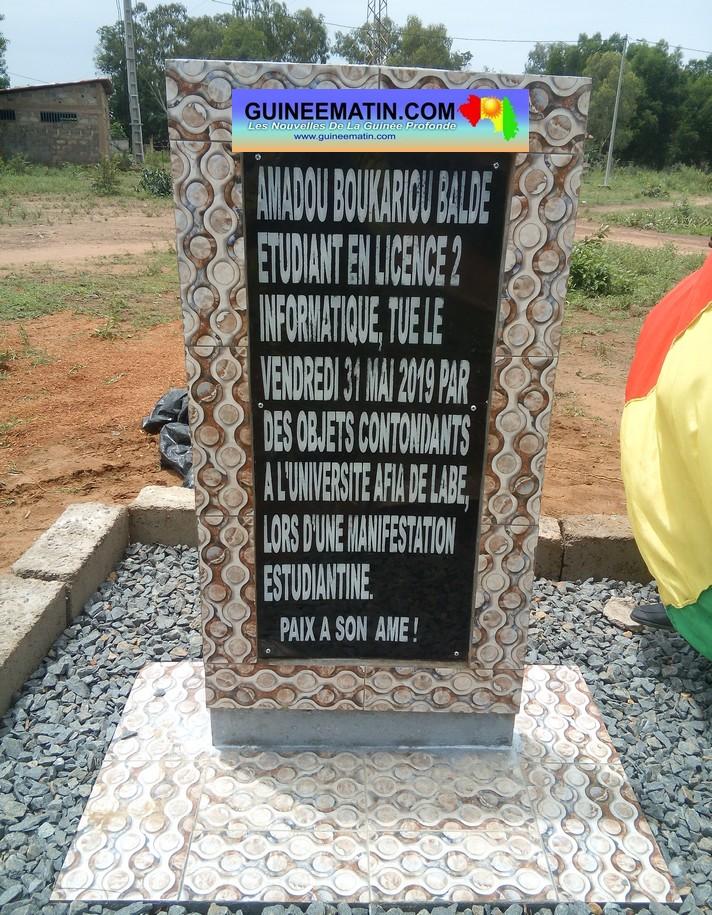 GUINEEMATIN.COM
Les Nouvelles De La Guinée Profonde
www.guineematin.com
AMADOU BOUKARIOU BALDE
ETUDIANT EN LICENCE 2
INFORMATIQUE, TUE LE
VENDREDI 31 MAI 2019 PAR
DES OBJETS CONTONDANTS
A L'UNIVERSITE AFIA DE LABE,
LORS D'UNE MANIFESTATION
ESTUDIANTINE.
PAIX A SON AME !